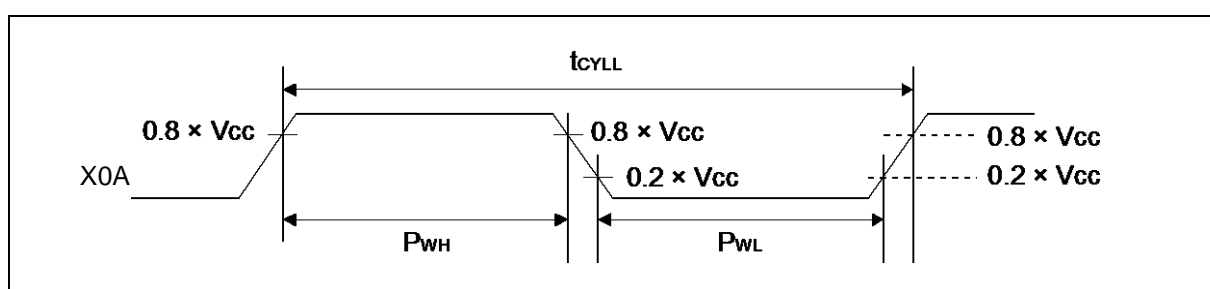 tCYLL
0.8 × Vcc 0.8 × Vcc 0.8 × Vcc
X0A 0.2 × Vcc 0.2 × Vcc
PWH PWL